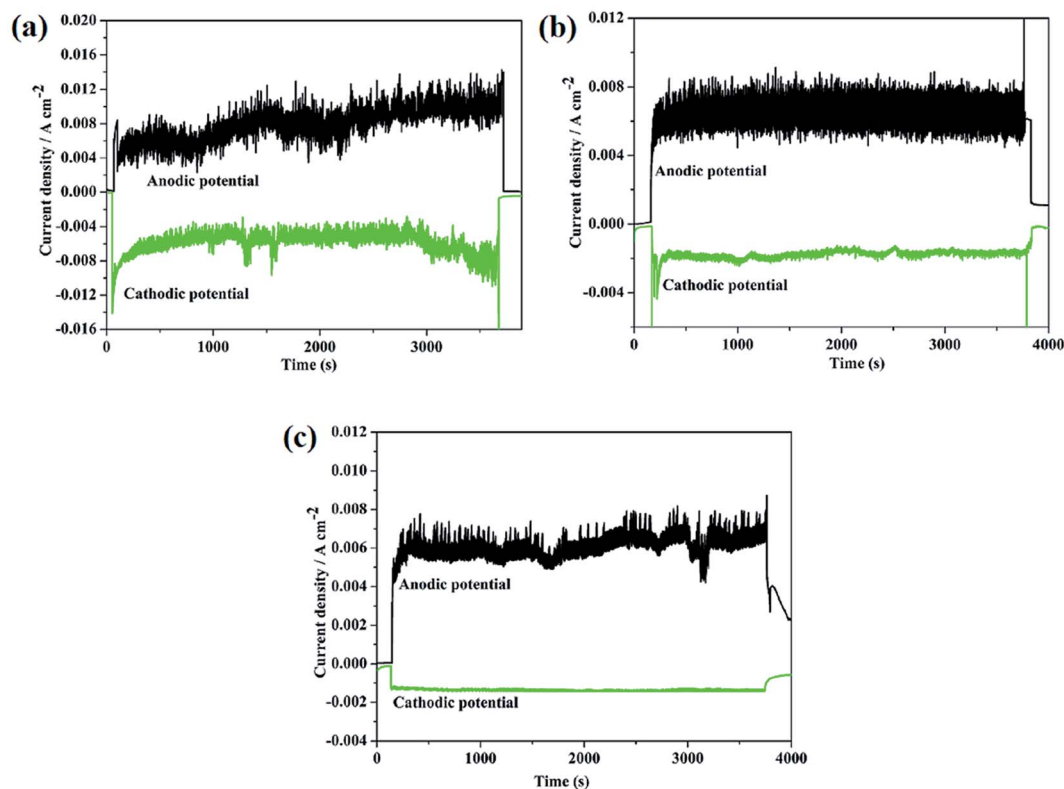 (a)
0.020
0.016
0.012
0.008
0.004
0.000
-0.004
-0.008
-0.012
-0.016
Current density / A cm⁻²
Anodic potential
Cathodic potential
0 1000 2000 3000
Time (s)
(b)
0.012
0.008
0.004
0.000
-0.004
Current density / A cm⁻²
Anodic potential
Cathodic potential
0 1000 2000 3000 4000
Time (s)
(c)
0.012
0.010
0.008
0.006
0.004
0.002
0.000
-0.002
-0.004
Current density / A cm⁻²
Anodic potential
Cathodic potential
0 1000 2000 3000 4000
Time (s)